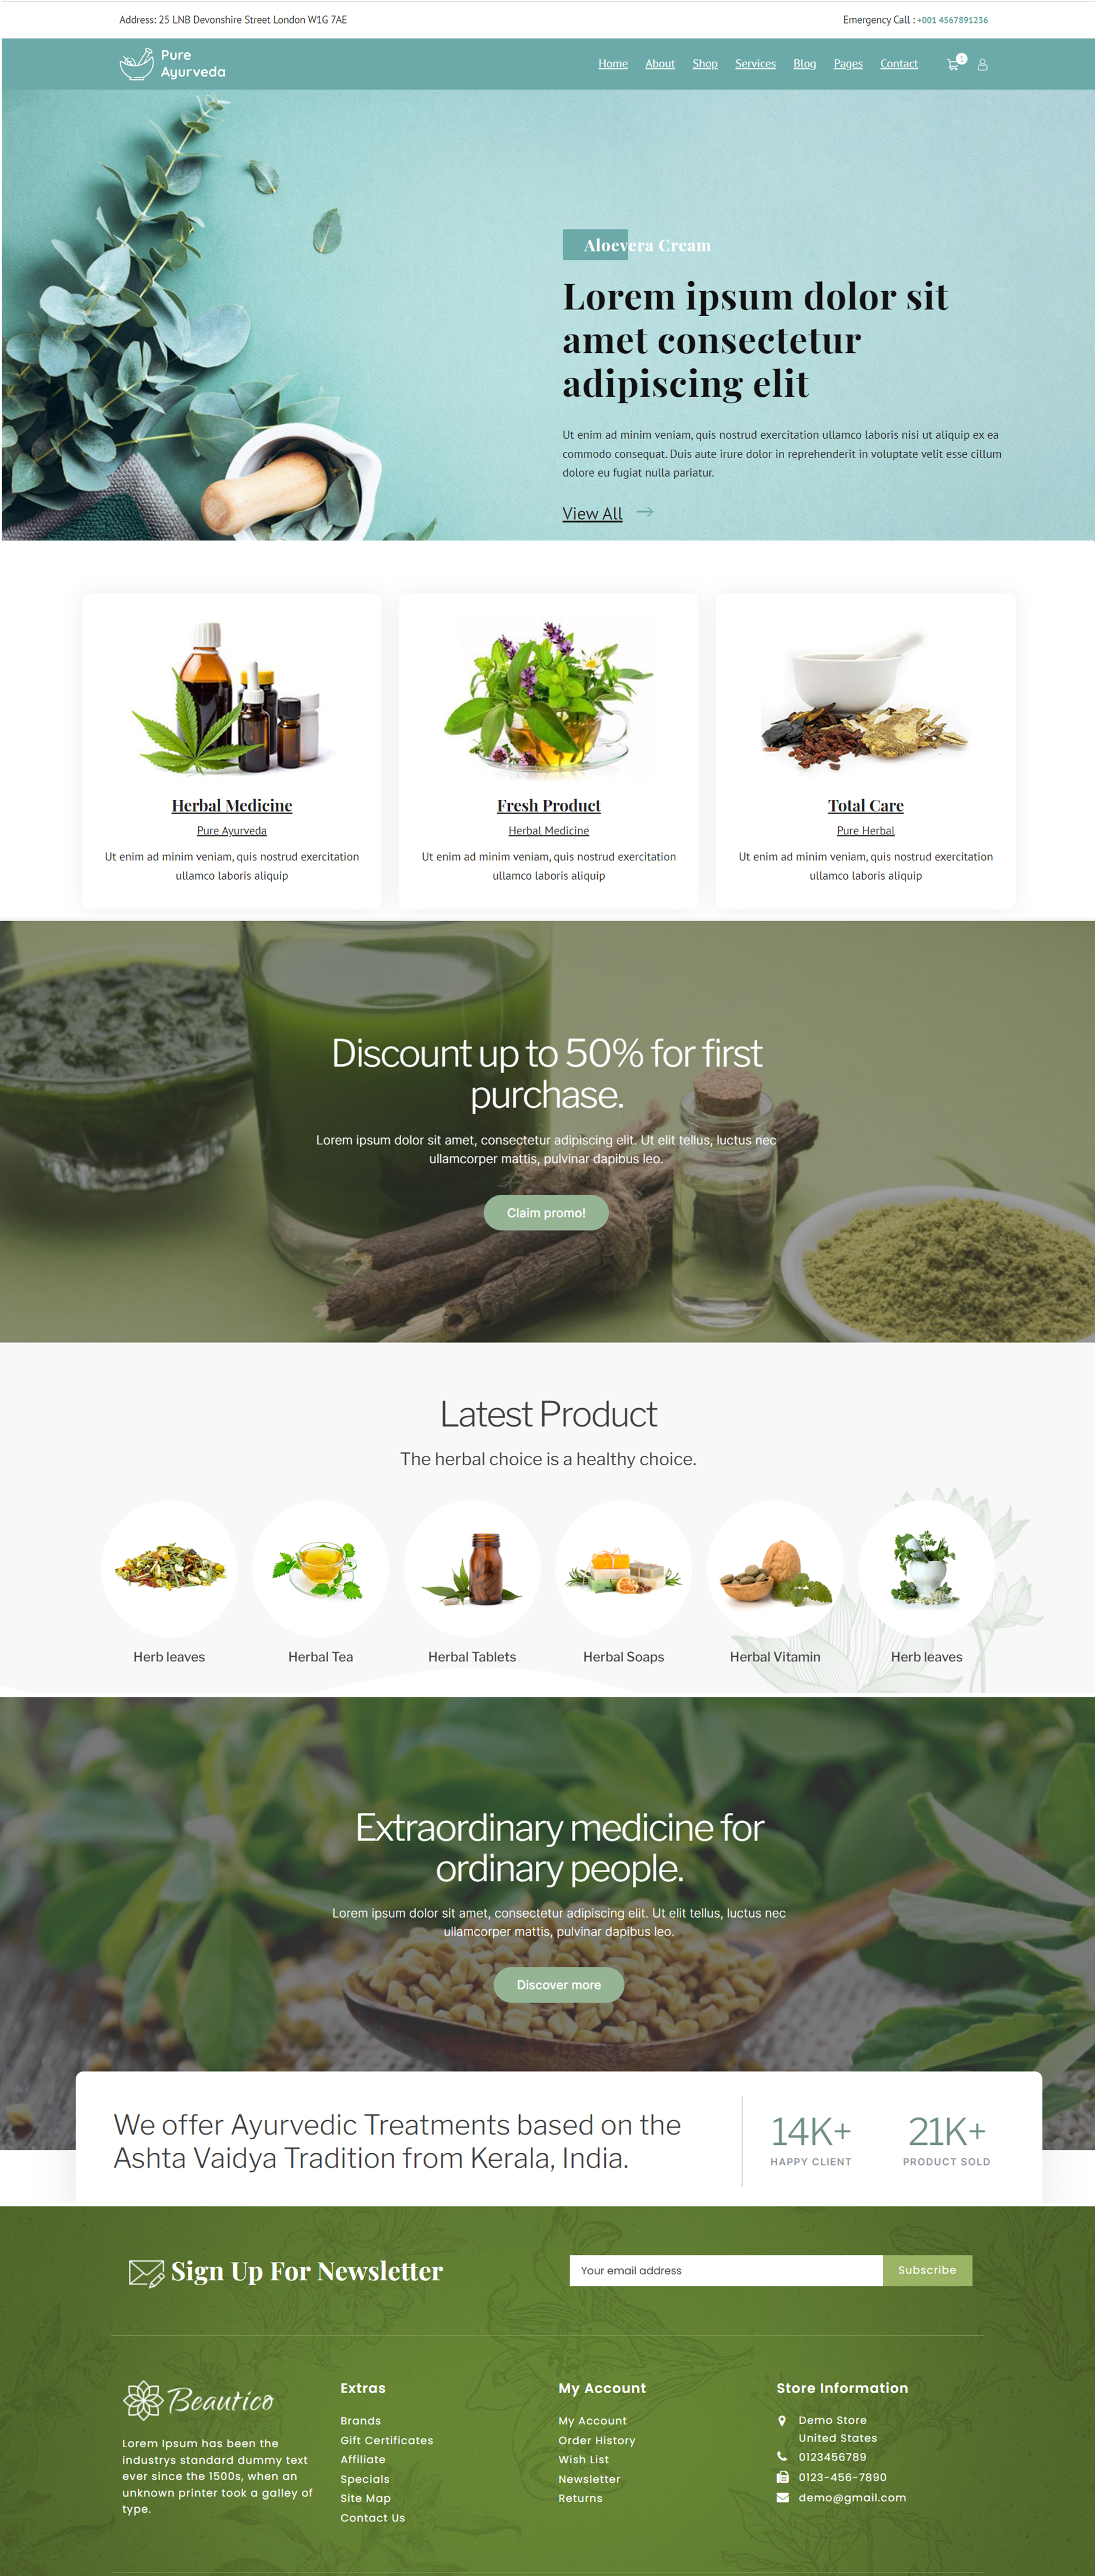 Address: 25 LNB Devonshire Street London W1G 7AE
Emergency Call : +001 4567891236
Pure
Ayurveda
Home About Shop Services Blog Pages Contact
1
Aloevera Cream
Lorem ipsum dolor sit
amet consectetur
adipiscing elit
Ut enim ad minim veniam, quis nostrud exercitation ullamco laboris nisi ut aliquip ex ea
commodo consequat. Duis aute irure dolor in reprehenderit in voluptate velit esse cillum
dolore eu fugiat nulla pariatur.
View All
Herbal Medicine
Pure Ayurveda
Ut enim ad minim veniam, quis nostrud exercitation
ullamco laboris aliquip
Fresh Product
Herbal Medicine
Ut enim ad minim veniam, quis nostrud exercitation
ullamco laboris aliquip
Total Care
Pure Herbal
Ut enim ad minim veniam, quis nostrud exercitation
ullamco laboris aliquip
Discount up to 50% for first
purchase.
Lorem ipsum dolor sit amet, consectetur adipiscing elit. Ut elit tellus, luctus nec
ullamcorper mattis, pulvinar dapibus leo.
Claim promo!
Latest Product
The herbal choice is a healthy choice.
Herb leaves
Herbal Tea
Herbal Tablets
Herbal Soaps
Herbal Vitamin
Herb leaves
Extraordinary medicine for
ordinary people.
Lorem ipsum dolor sit amet, consectetur adipiscing elit. Ut elit tellus, luctus nec
ullamcorper mattis, pulvinar dapibus leo.
Discover more
We offer Ayurvedic Treatments based on the
Ashta Vaidya Tradition from Kerala, India.
14K+
HAPPY CLIENT
21K+
PRODUCT SOLD
Sign Up For Newsletter
Your email address
Subscribe
Beautico
Lorem Ipsum has been the
industrys standard dummy text
ever since the 1500s, when an
unknown printer took a galley of
type.
Extras
Brands
Gift Certificates
Affiliate
Specials
Site Map
Contact Us
My Account
My Account
Order History
Wish List
Newsletter
Returns
Store Information
Demo Store
United States
0123456789
0123-456-7890
demo@gmail.com